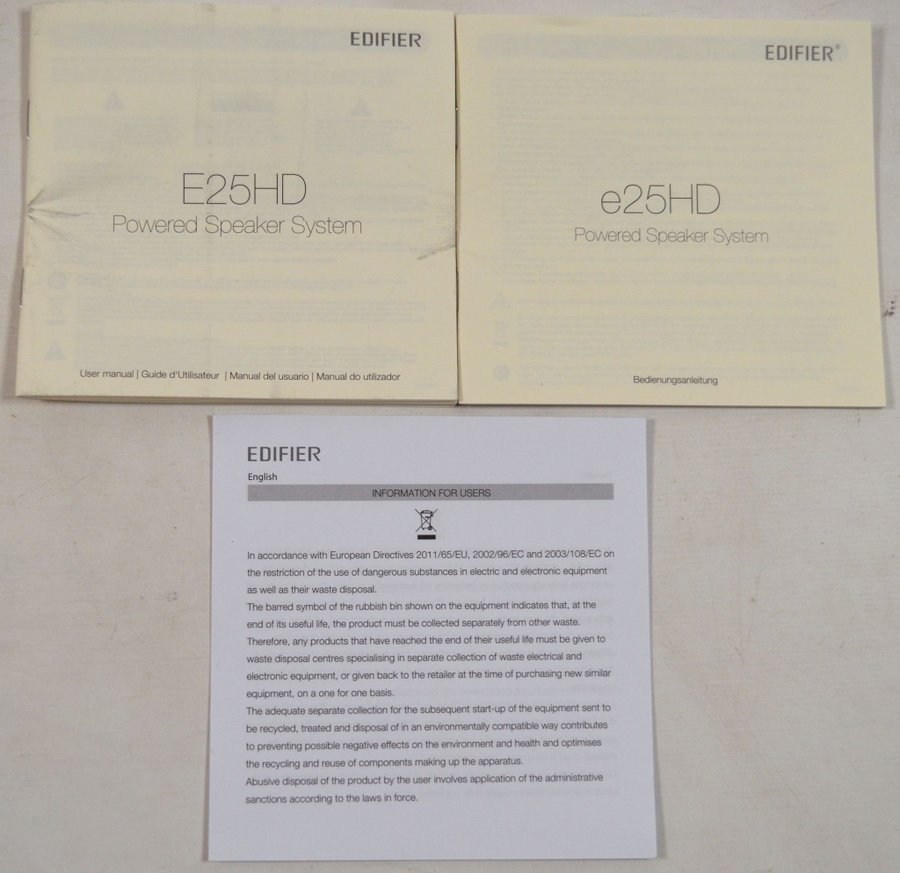 EDIFIER
E25HD
Powered Speaker System
User manual | Guide d'Utilisateur | Manual del usuario | Manual do utilizador
EDIFIER®
e25HD
Powered Speaker System
Bedienungsanleitung
EDIFIER
English
INFORMATION FOR USERS
In accordance with European Directives 2011/65/EU, 2002/96/EC and 2003/108/EC on
the restriction of the use of dangerous substances in electric and electronic equipment
as well as their waste disposal.
The barred symbol of the rubbish bin shown on the equipment indicates that, at the
end of its useful life, the product must be collected separately from other waste.
Therefore, any products that have reached the end of their useful life must be given to
waste disposal centres specialising in separate collection of waste electrical and
electronic equipment, or given back to the retailer at the time of purchasing new similar
equipment, on a one for one basis.
The adequate separate collection for the subsequent start-up of the equipment sent to
be recycled, treated and disposal of in an environmentally compatible way contributes
to preventing possible negative effects on the environment and health and optimises
the recycling and reuse of components making up the apparatus.
Abusive disposal of the product by the user involves application of the administrative
sanctions according to the laws in force.